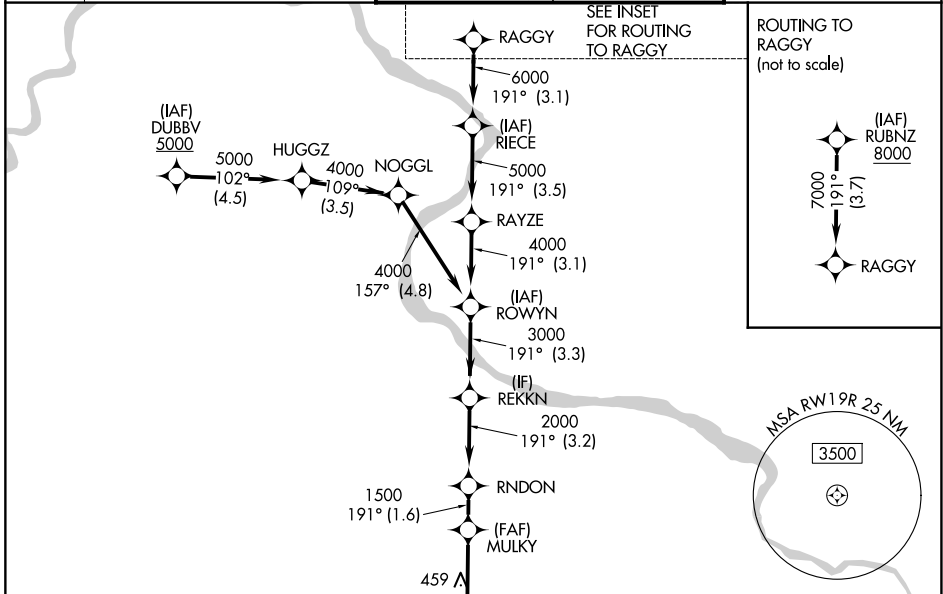 SEE INSET
FOR ROUTING
TO RAGGY
RAGGY
6000
191° (3.1)
(IAF)
RIECE
5000
191° (3.5)
RAYZE
4000
191° (3.1)
(IAF)
ROWYN
3000
191° (3.3)
(IF)
REKKN
2000
191° (3.2)
RNDON
1500
191° (1.6)
(FAF)
MULKY
459
(IAF)
DUBBV
5000
5000
102°
(4.5)
HUGGZ
4000
109°
(3.5)
NOGGL
4000
157° (4.8)
ROUTING TO
RAGGY
(not to scale)
(IAF)
RUBNZ
8000
7000
191°
(3.7)
RAGGY
MSA RW19R 25 NM
3500